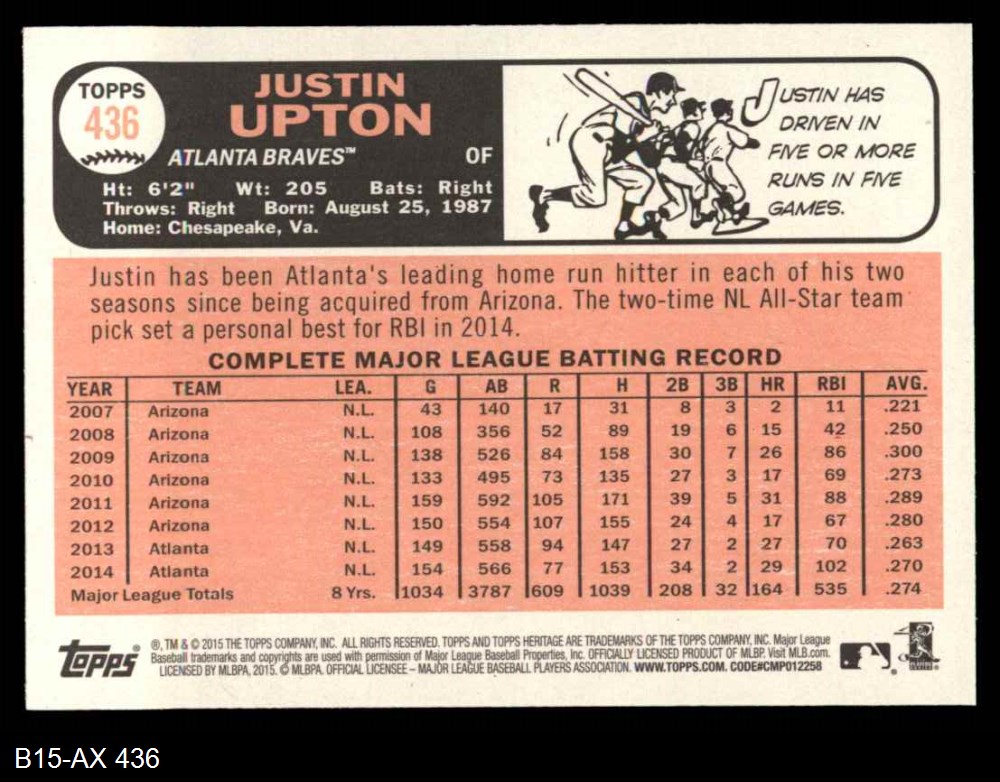 TOPPS
436
JUSTIN
UPTON
ATLANTA BRAVES™ OF
Ht: 6'2" Wt: 205 Bats: Right
Throws: Right Born: August 25, 1987
Home: Chesapeake, Va.
JUSTIN HAS
DRIVEN IN
FIVE OR MORE
RUNS IN FIVE
GAMES.
Justin has been Atlanta's leading home run hitter in each of his two
seasons since being acquired from Arizona. The two-time NL All-Star team
pick set a personal best for RBI in 2014.
COMPLETE MAJOR LEAGUE BATTING RECORD
YEAR TEAM LEA. G AB R H 2B 3B HR RBI AVG.
2007 Arizona N.L. 43 140 17 31 8 3 2 11 .221
2008 Arizona N.L. 108 356 52 89 19 6 15 42 .250
2009 Arizona N.L. 138 526 84 158 30 7 26 86 .300
2010 Arizona N.L. 133 495 73 135 27 3 17 69 .273
2011 Arizona N.L. 159 592 105 171 39 5 31 88 .289
2012 Arizona N.L. 150 554 107 155 24 4 17 67 .280
2013 Atlanta N.L. 149 558 94 147 27 2 27 70 .263
2014 Atlanta N.L. 154 566 77 153 34 2 29 102 .270
Major League Totals 8 Yrs. 1034 3787 609 1039 208 32 164 535 .274
topps
®, TM & © 2015 THE TOPPS COMPANY, INC. ALL RIGHTS RESERVED. TOPPS AND TOPPS HERITAGE ARE TRADEMARKS OF THE TOPPS COMPANY, INC. Major League
Baseball trademarks and copyrights are used with permission of Major League Baseball Properties, Inc. OFFICIALLY LICENSED PRODUCT OF MLBP. Visit MLB.com.
LICENSED BY MLBPA, 2015. © MLBPA. OFFICIAL LICENSEE – MAJOR LEAGUE BASEBALL PLAYERS ASSOCIATION. WWW.TOPPS.COM. CODE#CMP012258
B15-AX 436